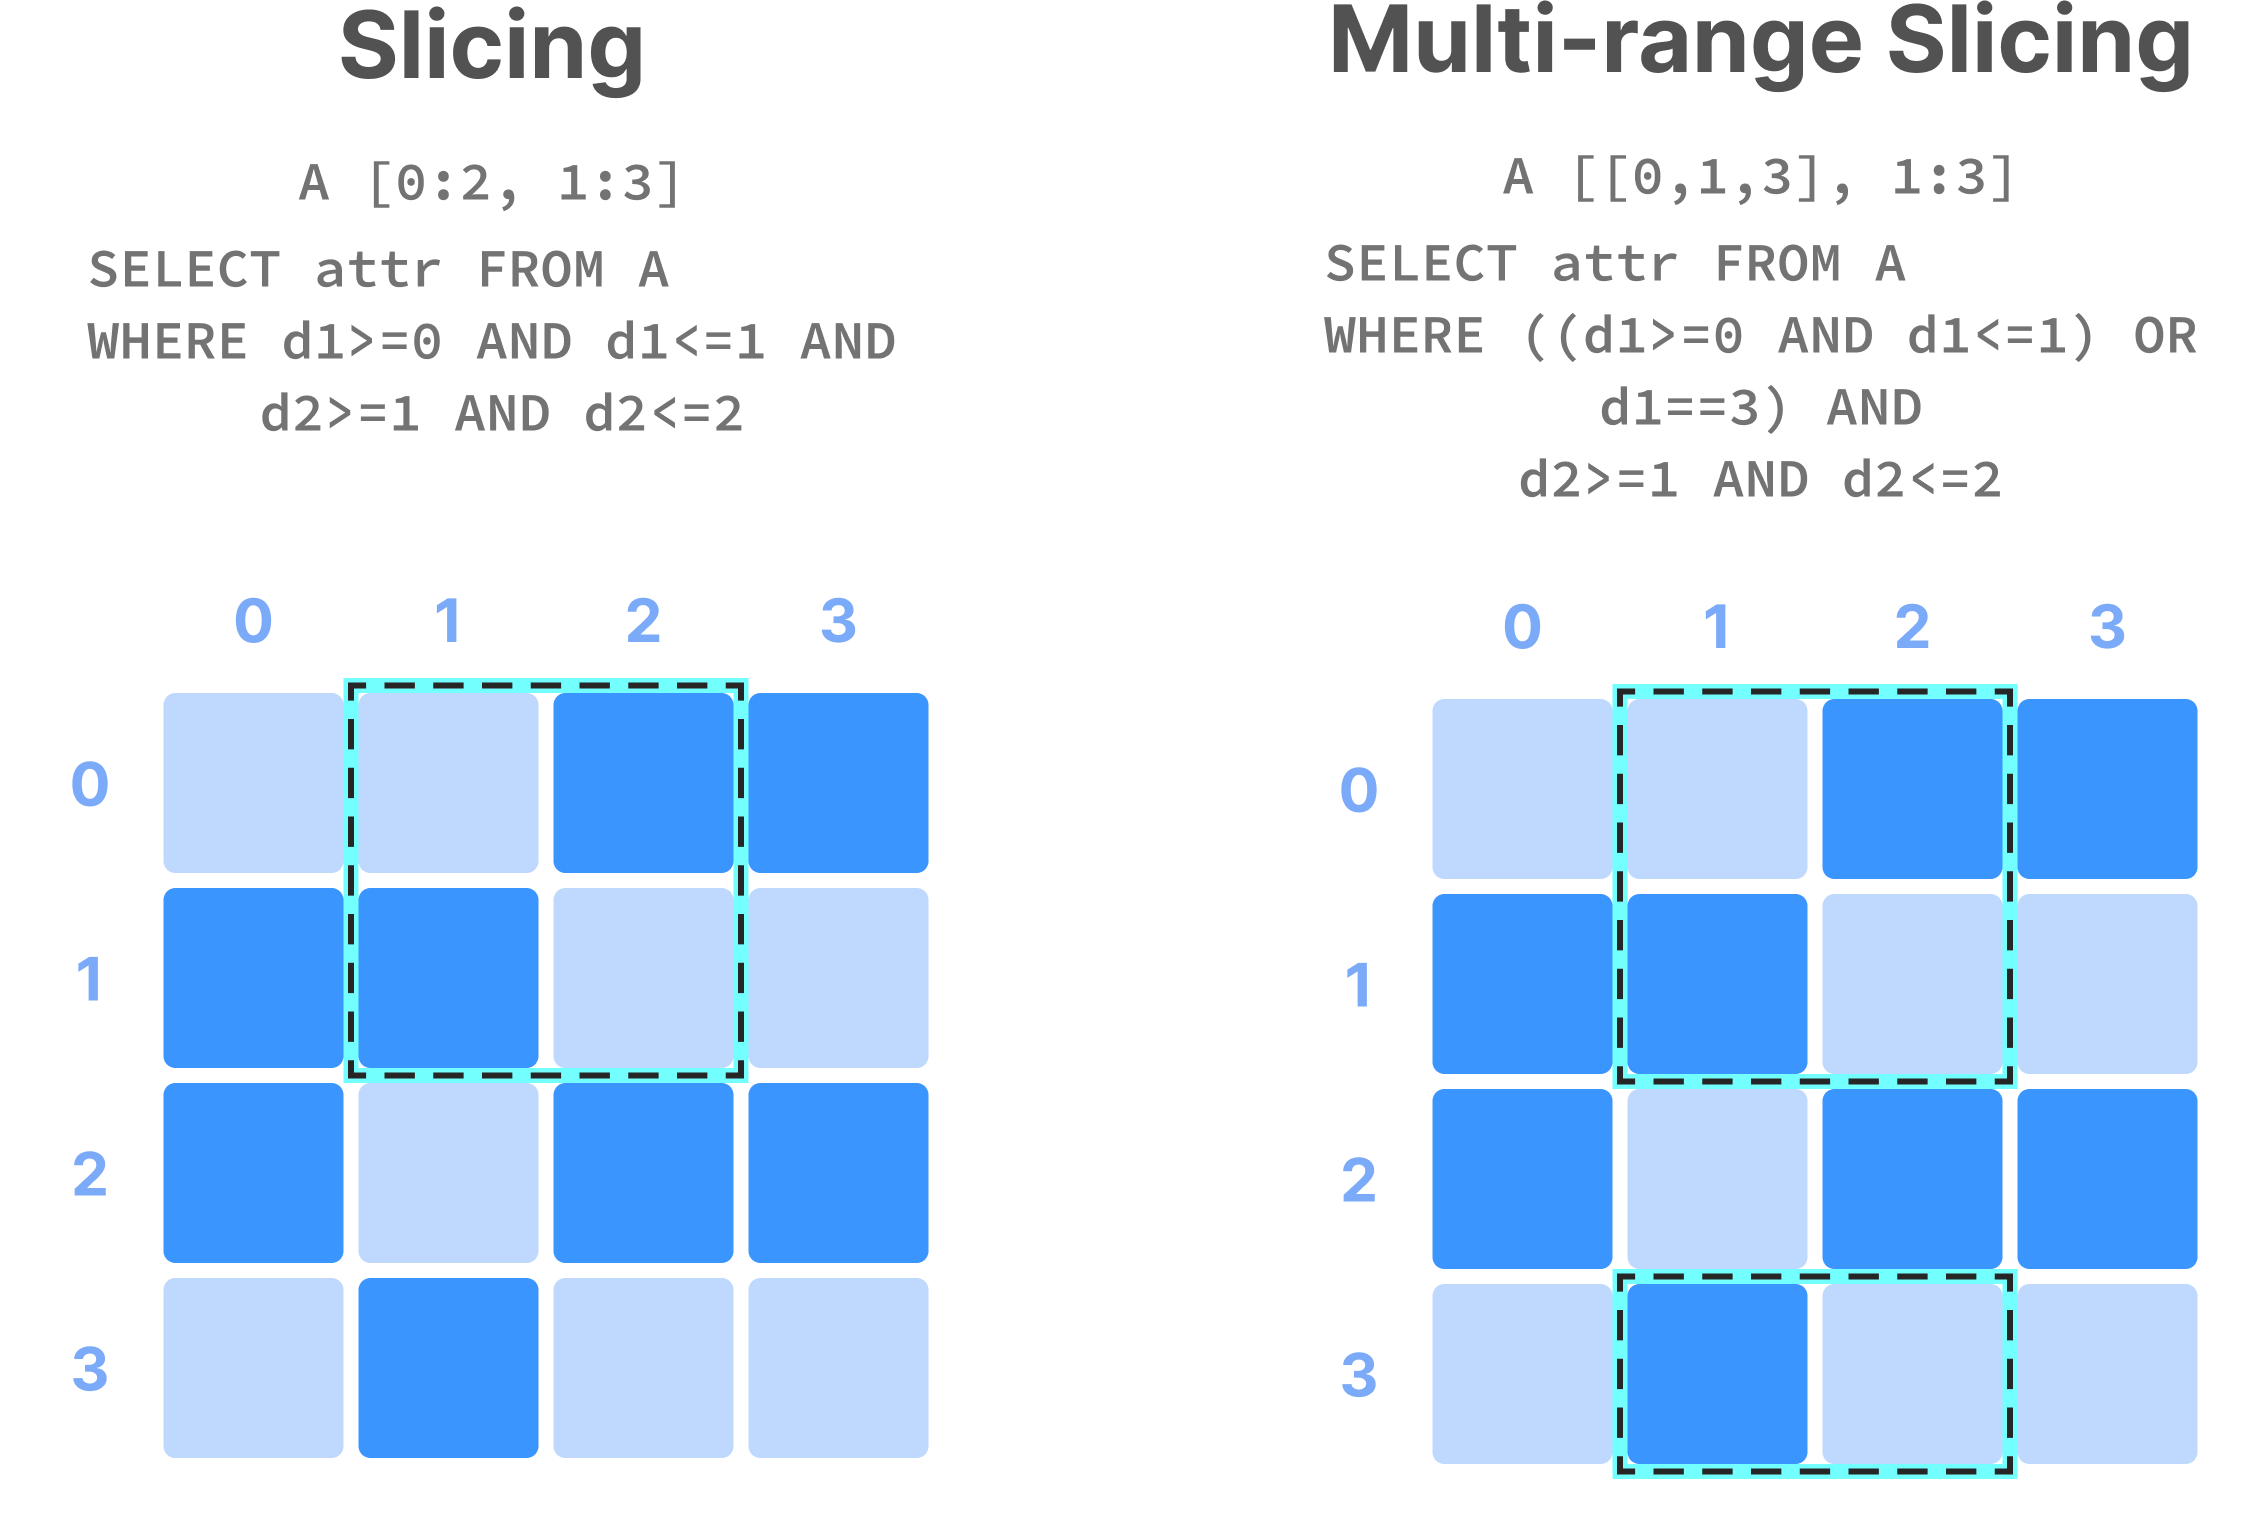 Slicing
A [0:2, 1:3]
SELECT attr FROM A
WHERE d1>=0 AND d1<=1 AND
d2>=1 AND d2<=2
0 1 2 3
0
1
2
3
Multi-range Slicing
A [[0,1,3], 1:3]
SELECT attr FROM A
WHERE ((d1>=0 AND d1<=1) OR
d1==3) AND
d2>=1 AND d2<=2
0 1 2 3
0
1
2
3